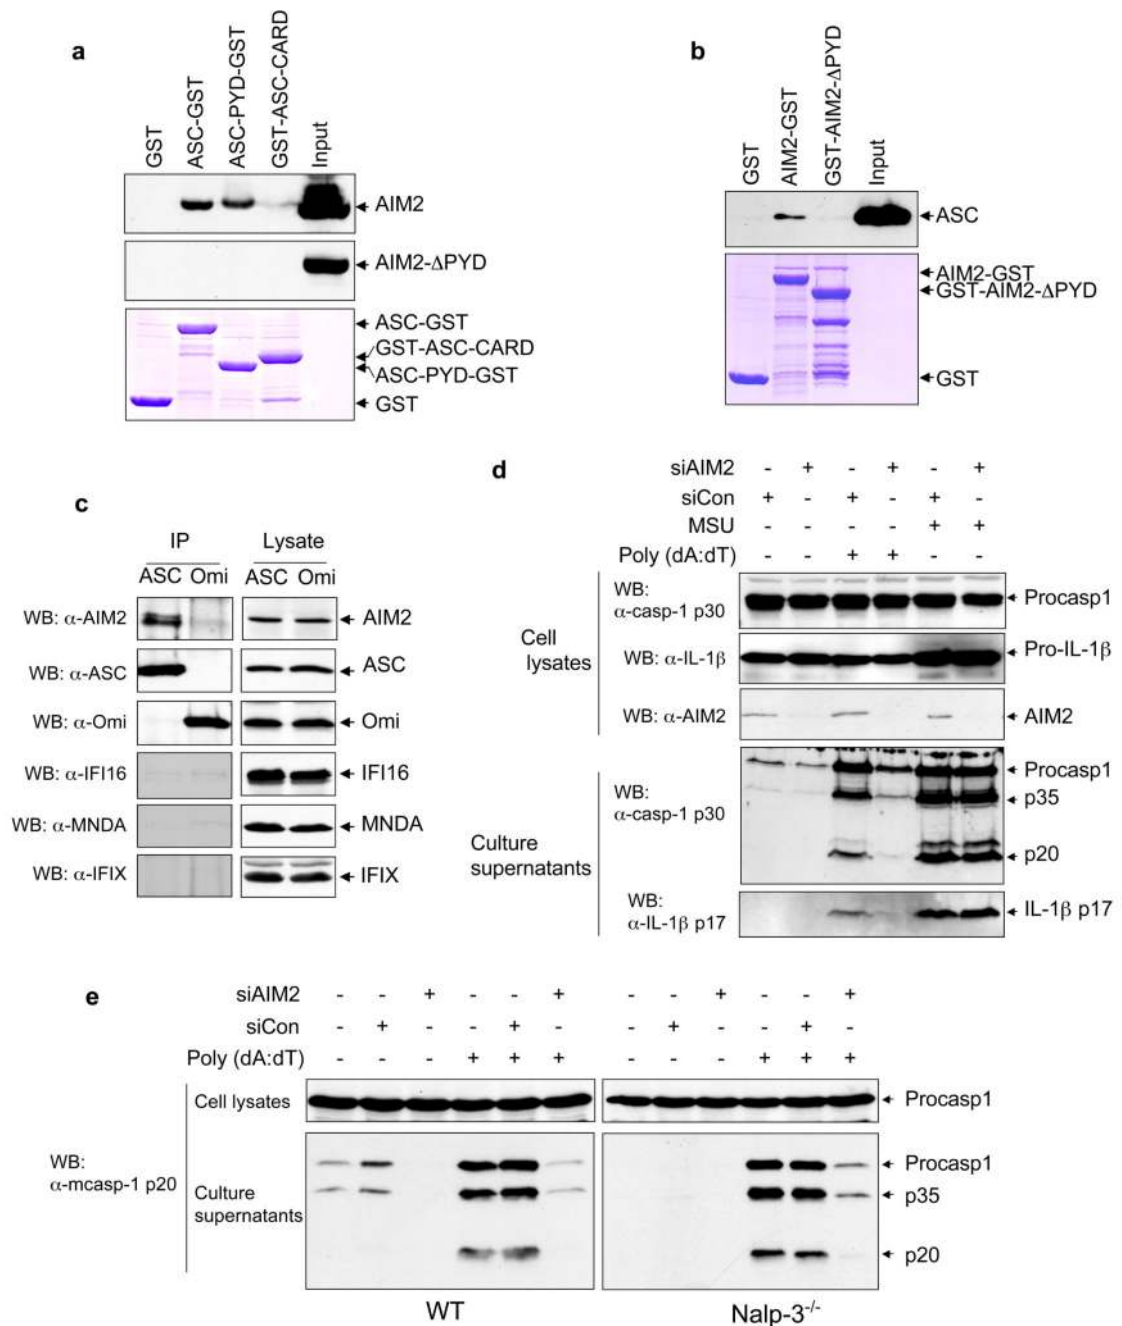 a
GST
ASC-GST
ASC-PYD-GST
GST-ASC-CARD
Input
AIM2
AIM2-ΔPYD
ASC-GST
GST-ASC-CARD
ASC-PYD-GST
GST
b
GST
AIM2-GST
GST-AIM2-ΔPYD
Input
ASC
AIM2-GST
GST-AIM2-ΔPYD
GST
c
IP Lysate
ASC Omi ASC Omi
WB: α-AIM2 AIM2
WB: α-ASC ASC
WB: α-Omi Omi
WB: α-IFI16 IFI16
WB: α-MNDA MNDA
WB: α-IFIX IFIX
d
siAIM2 - + - + - +
siCon + - + - + -
MSU - - - - + +
Poly (dA:dT) - - + + - -
Cell
lysates
WB:
α-casp-1 p30
Procasp1
WB: α-IL-1β Pro-IL-1β
WB: α-AIM2 AIM2
Culture
supernatants
WB:
α-casp-1 p30
Procasp1
p35
p20
WB:
α-IL-1β p17
IL-1β p17
e
siAIM2 - - + - - + - - + - - +
siCon - + - - + - - + - - + -
Poly (dA:dT) - - - + + + - - - + + +
WB:
α-mcasp-1 p20
Cell lysates Procasp1
Culture
supernatants
Procasp1
p35
p20
WT Nalp-3-/-